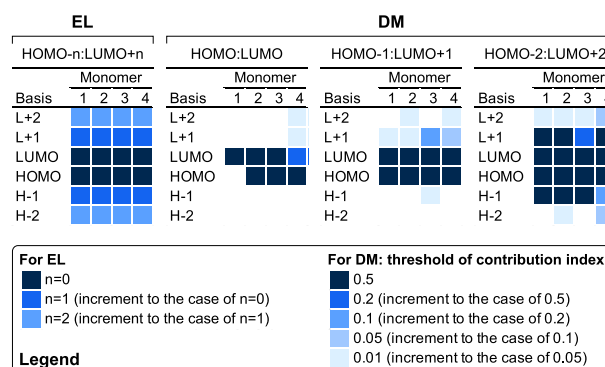 EL DM
HOMO-n:LUMO+n HOMO:LUMO HOMO-1:LUMO+1 HOMO-2:LUMO+2
Monomer Monomer Monomer Monomer
Basis 1 2 3 4 Basis 1 2 3 4 Basis 1 2 3 4 Basis 1 2 3 4
L+2 L+2 L+2 L+2
L+1 L+1 L+1 L+1
LUMO LUMO LUMO LUMO
HOMO HOMO HOMO HOMO
H-1 H-1 H-1 H-1
H-2 H-2 H-2 H-2
For EL
n=0
n=1 (increment to the case of n=0)
n=2 (increment to the case of n=1)
Legend
For DM: threshold of contribution index
0.5
0.2 (increment to the case of 0.5)
0.1 (increment to the case of 0.2)
0.05 (increment to the case of 0.1)
0.01 (increment to the case of 0.05)